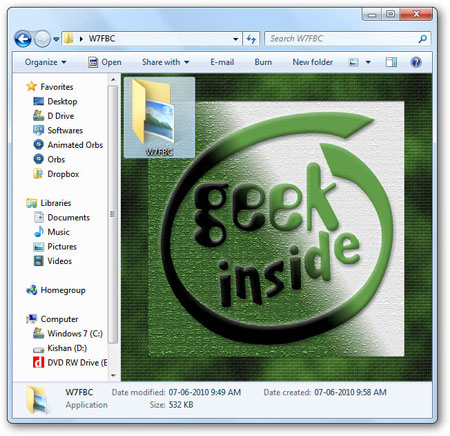 W7FBC
Search W7FBC
Organize
Open
Share with
E-mail
Burn
New folder
Favorites
Desktop
D Drive
Softwares
Animated Orbs
Orbs
Dropbox
Libraries
Documents
Music
Pictures
Videos
Homegroup
Computer
Windows 7 (C:)
Kishan (D:)
DVD RW Drive (E
W7FBC
geek
inside
W7FBC Date modified: 07-06-2010 9:49 AM Date created: 07-06-2010 9:58 AM
Application Size: 532 KB